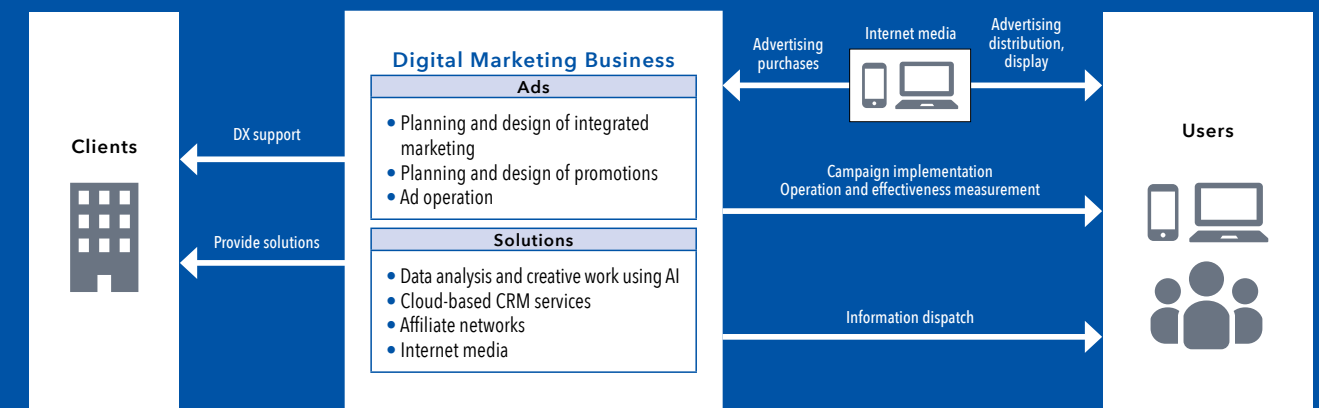 Clients
DX support
Provide solutions
Digital Marketing Business
Ads
• Planning and design of integrated
marketing
• Planning and design of promotions
• Ad operation
Solutions
• Data analysis and creative work using AI
• Cloud-based CRM services
• Affiliate networks
• Internet media
Advertising
purchases
Internet media
Advertising
distribution,
display
Campaign implementation
Operation and effectiveness measurement
Information dispatch
Users